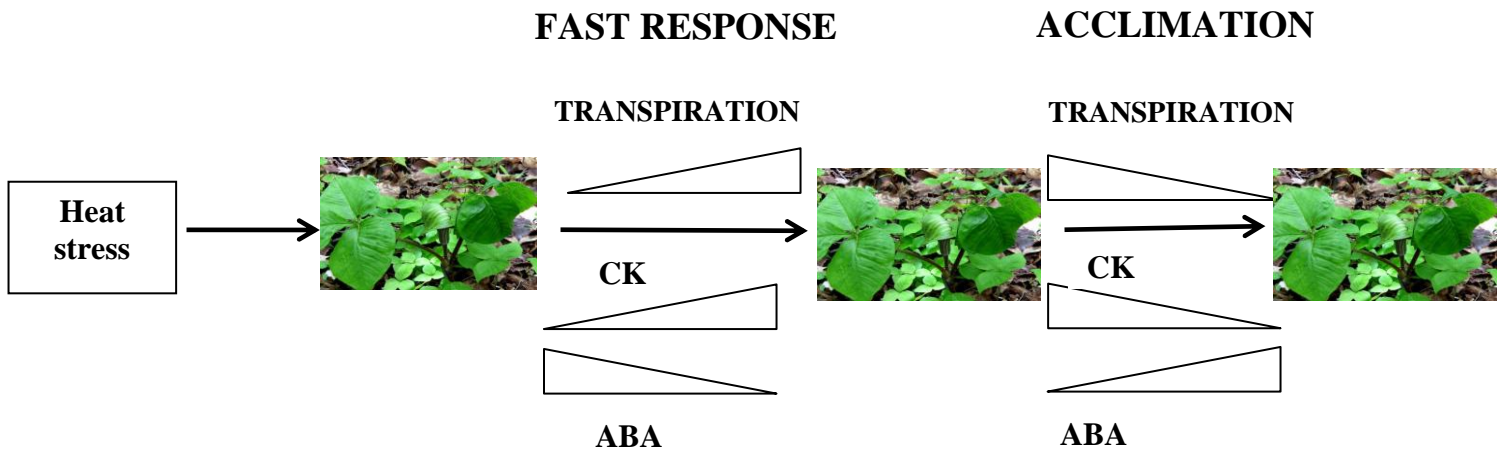 FAST RESPONSE
ACCLIMATION
TRANSPIRATION
TRANSPIRATION
Heat
stress
CK
CK
ABA
ABA